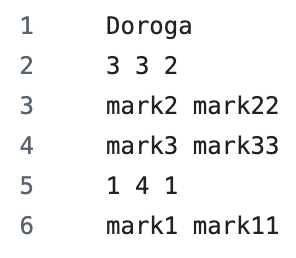 1 Doroga
2 3 3 2
3 mark2 mark22
4 mark3 mark33
5 1 4 1
6 mark1 mark11